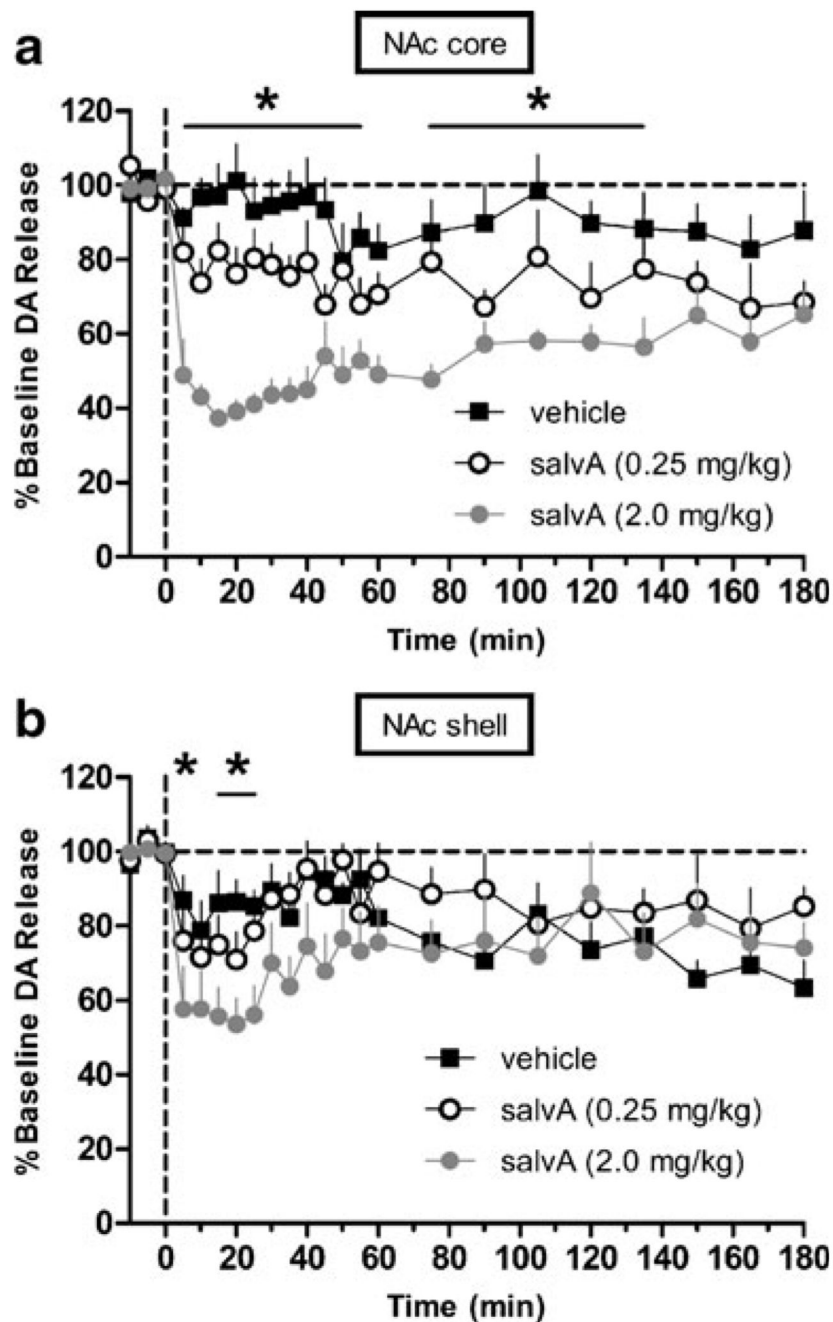 a
NAc core
*
*
120
100
80
60
40
20
0
% Baseline DA Release
vehicle
salvA (0.25 mg/kg)
salvA (2.0 mg/kg)
0 20 40 60 80 100 120 140 160 180
Time (min)
b
NAc shell
*
*
120
100
80
60
40
20
0
% Baseline DA Release
vehicle
salvA (0.25 mg/kg)
salvA (2.0 mg/kg)
0 20 40 60 80 100 120 140 160 180
Time (min)